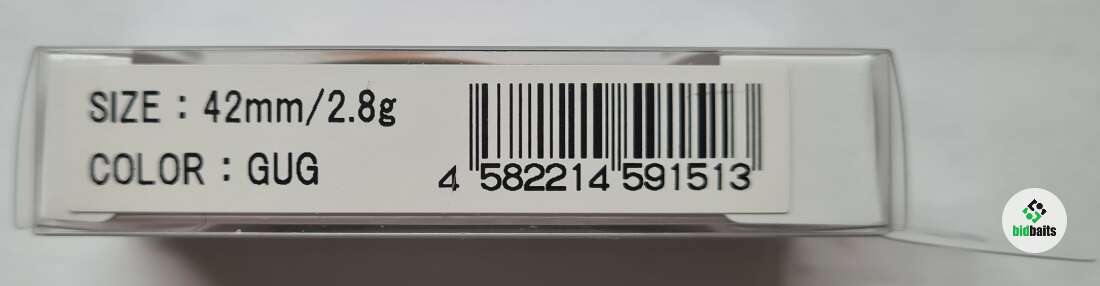 SIZE : 42mm/2.8g
COLOR : GUG
4 582214 591513
bidbaits